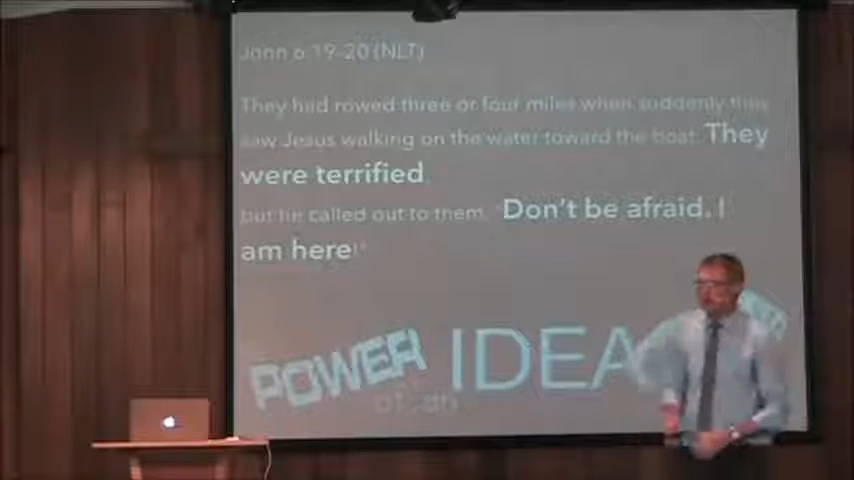 John 6:19-20 (NLT)
They had rowed three or four miles when suddenly they
saw Jesus walking on the water toward the boat. They
were terrified,
but he called out to them, "Don't be afraid. I
am here!"
POWER
of an
IDEA